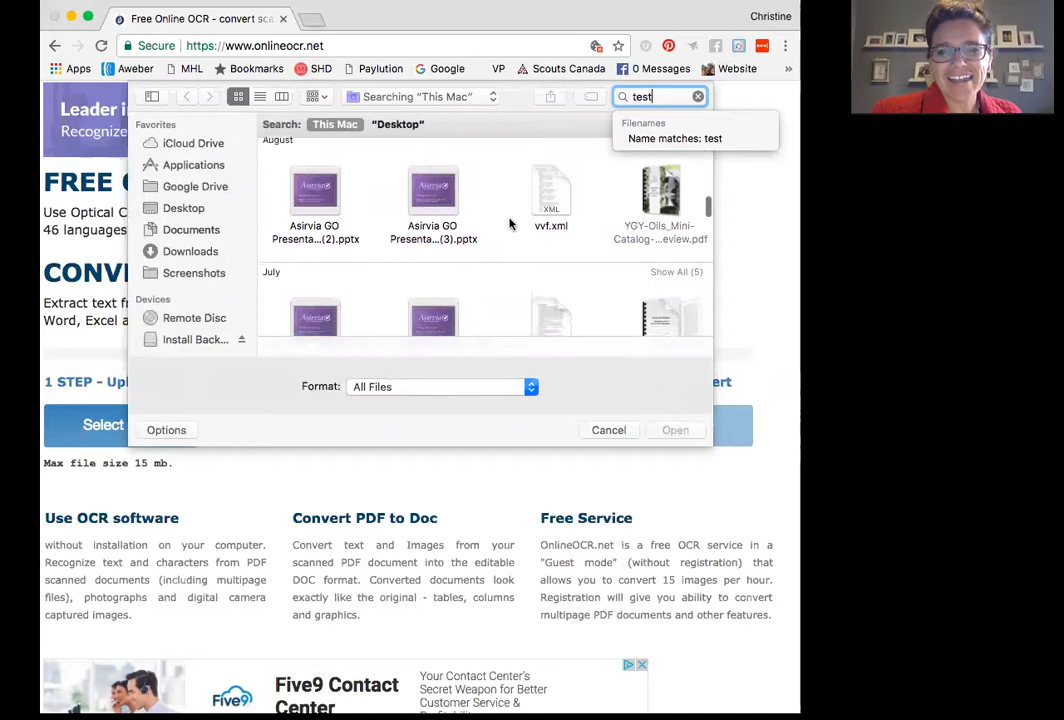 Free Online OCR - convert sca
Christine
Secure
https://www.onlineocr.net
Apps
Aweber
MHL
Bookmarks
SHD
Paylution
Google
VP
Scouts Canada
0 Messages
Website
»
Leader i
Recogniz
Searching "This Mac"
test
Filenames
Name matches: test
Favorites
iCloud Drive
Applications
Google Drive
Desktop
Documents
Downloads
Screenshots
Devices
Remote Disc
Install Back...
Search: This Mac "Desktop"
August
Asirvia GO
Presenta...(2).pptx
Asirvia GO
Presenta...(3).pptx
XML
vvf.xml
YGY-Oils_Mini-
Catalog-...eview.pdf
July
Show All (5)
Format: All Files
Options
Cancel
Open
FREE
Use Optical C
46 languages
CONV
Extract text fr
Word, Excel a
1 STEP - Upl
vert
Select
Max file size 15 mb.
Use OCR software
without installation on your computer.
Recognize text and characters from PDF
scanned documents (including multipage
files), photographs and digital camera
captured images.
Convert PDF to Doc
Convert text and Images from your
scanned PDF document into the editable
DOC format. Converted documents look
exactly like the original - tables, columns
and graphics.
Free Service
OnlineOCR.net is a free OCR service in a
"Guest mode" (without registration) that
allows you to convert 15 images per hour.
Registration will give you ability to convert
multipage PDF documents and other features.
Five9
Five9 Contact
Center
Your Contact Center's
Secret Weapon for Better
Customer Service &